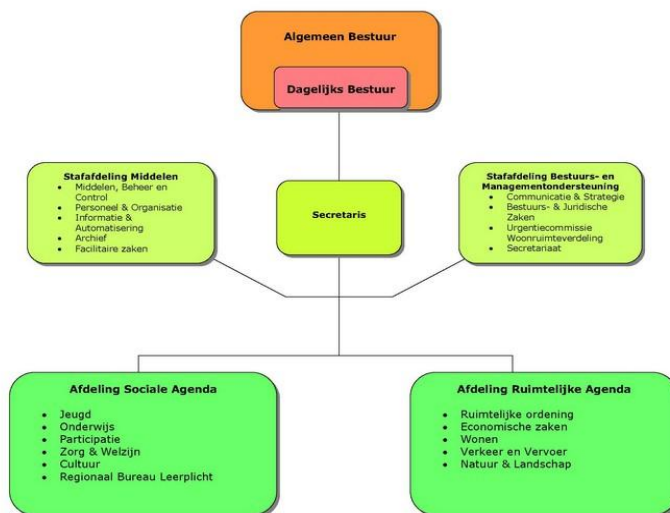 Algemeen Bestuur
Dagelijks Bestuur
Stafafdeling Middelen
• Middelen, Beheer en
Control
• Personeel & Organisatie
• Informatie &
Automatisering
• Archief
• Facilitaire zaken
Secretaris
Stafafdeling Bestuurs- en
Managementondersteuning
• Communicatie & Strategie
• Bestuurs- & Juridische
Zaken
• Urgentiecommissie
Woonruimteverdeling
• Secretariaat
Afdeling Sociale Agenda
• Jeugd
• Onderwijs
• Participatie
• Zorg & Welzijn
• Cultuur
• Regionaal Bureau Leerplicht
Afdeling Ruimtelijke Agenda
• Ruimtelijke ordening
• Economische zaken
• Wonen
• Verkeer en Vervoer
• Natuur & Landschap